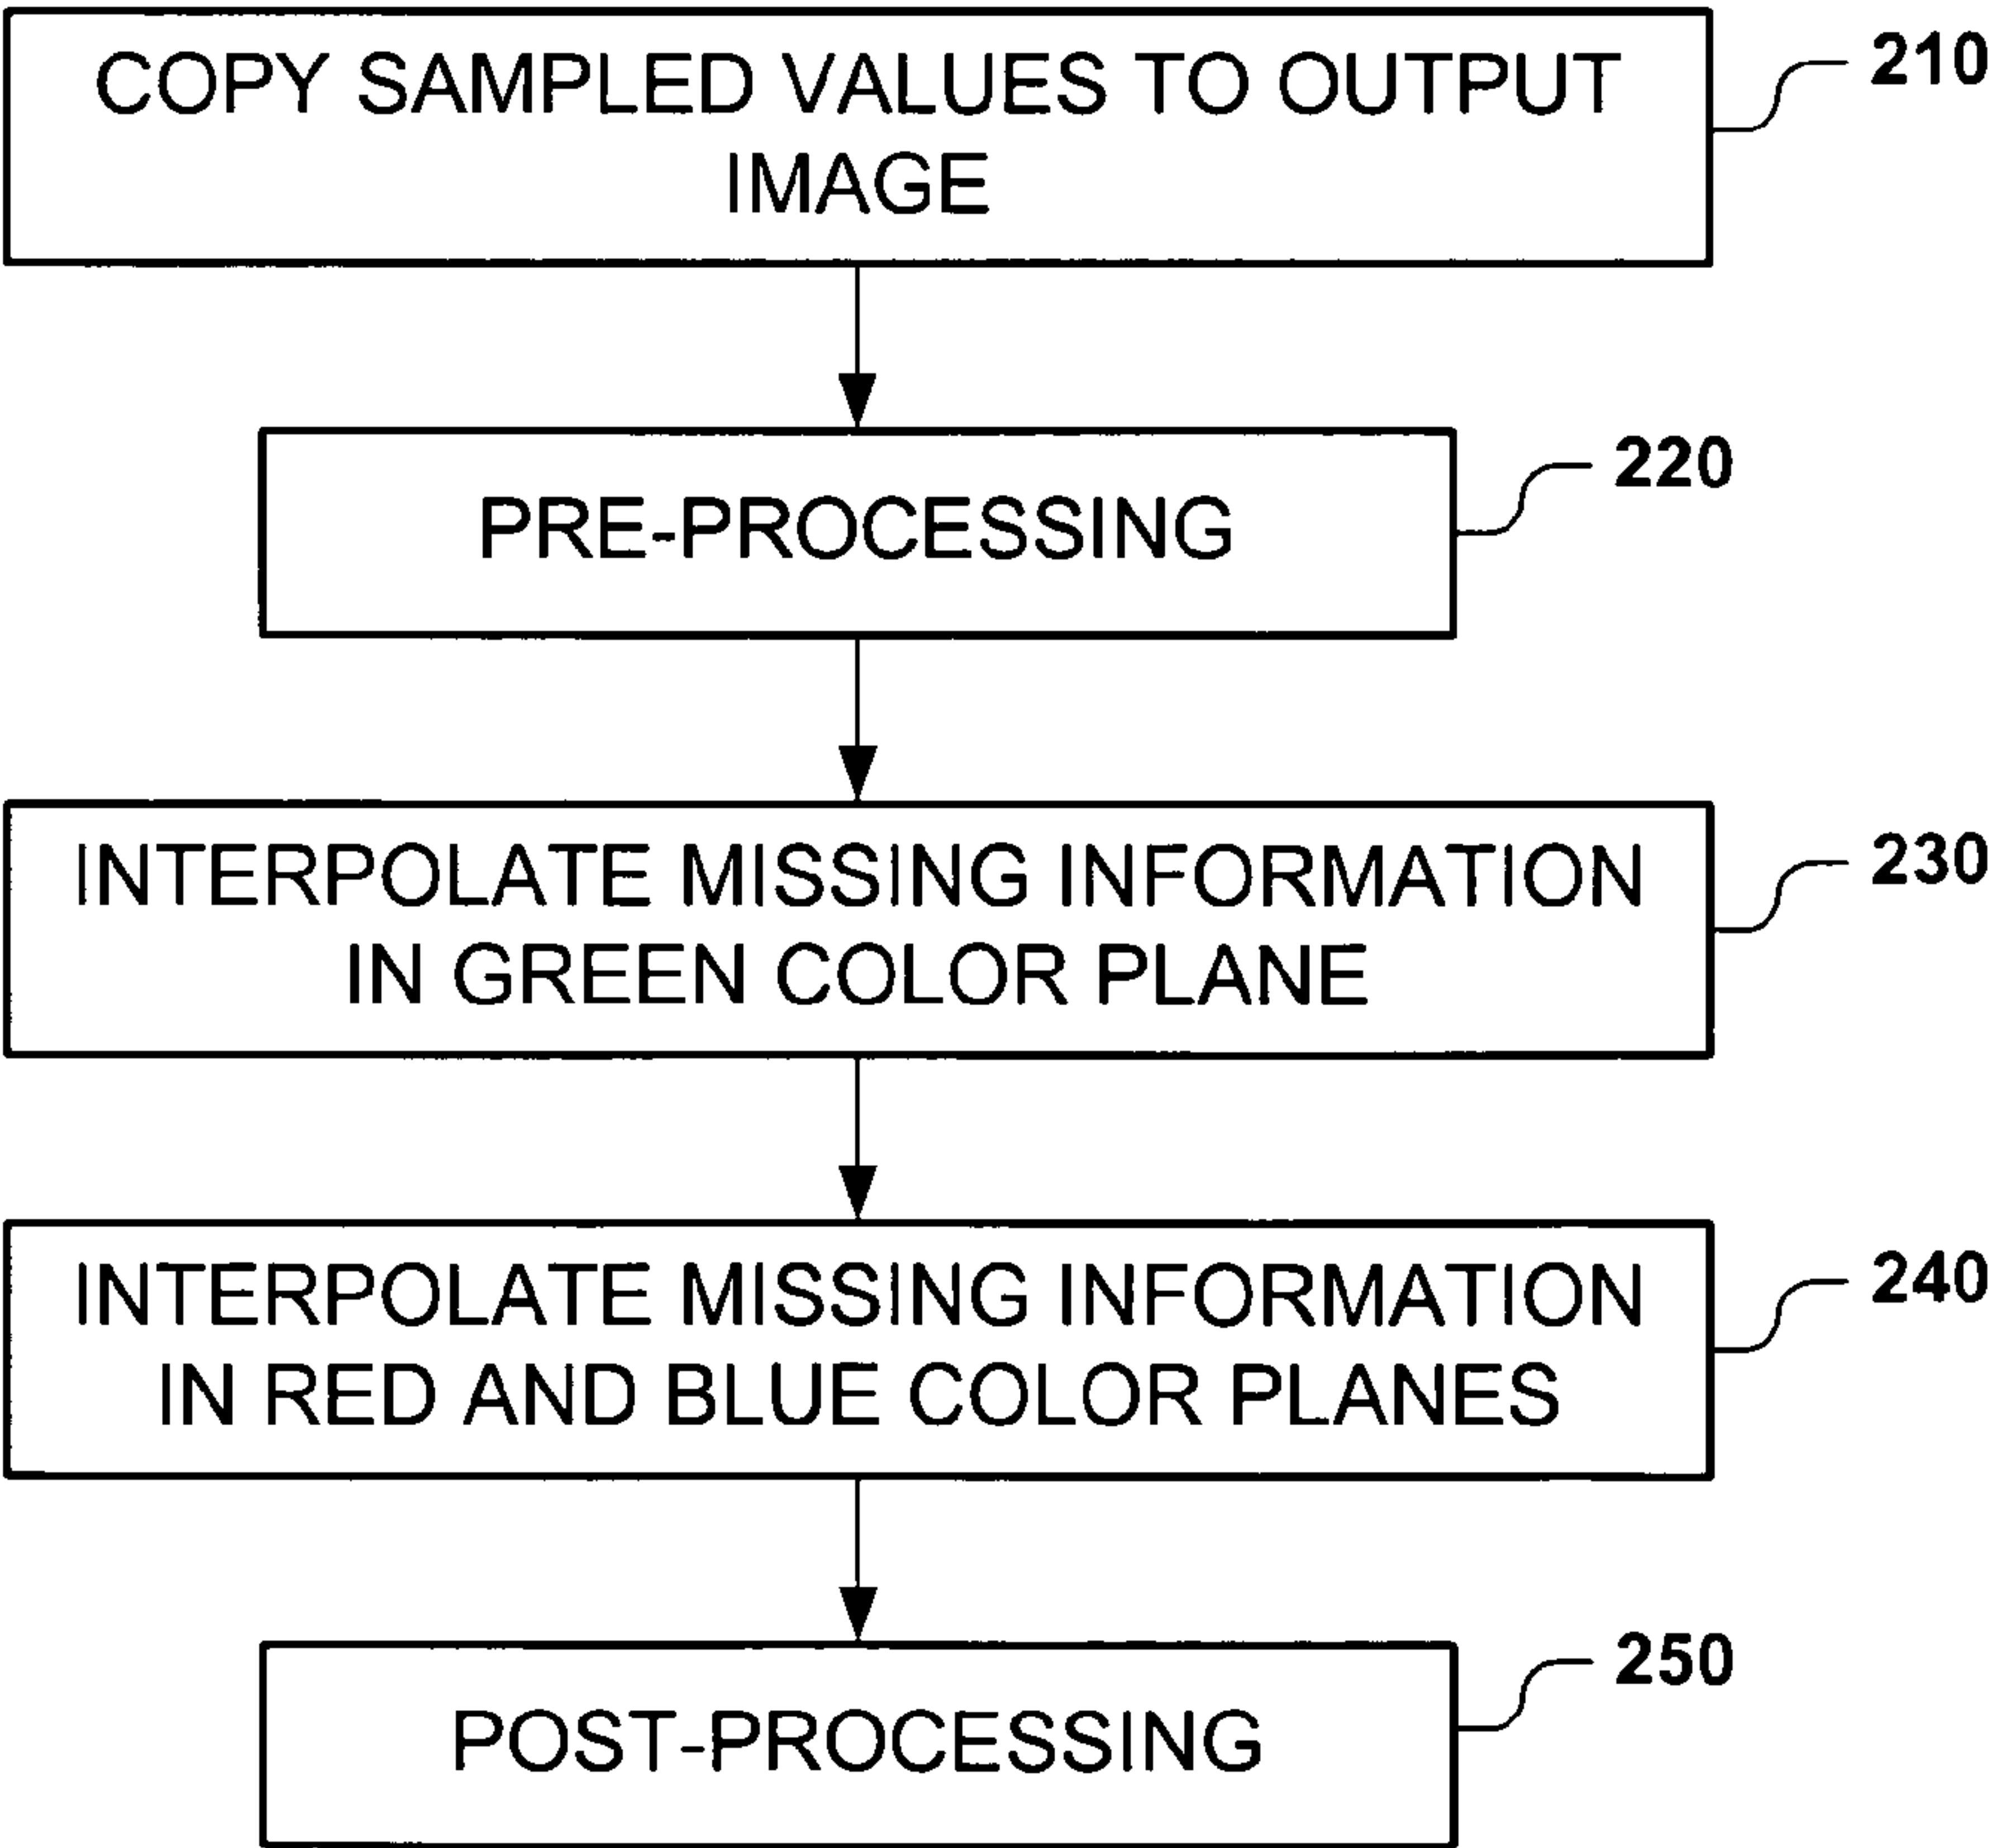 COPY SAMPLED VALUES TO OUTPUT
IMAGE
210
PRE-PROCESSING
220
INTERPOLATE MISSING INFORMATION
IN GREEN COLOR PLANE
230
INTERPOLATE MISSING INFORMATION
IN RED AND BLUE COLOR PLANES
240
POST-PROCESSING
250